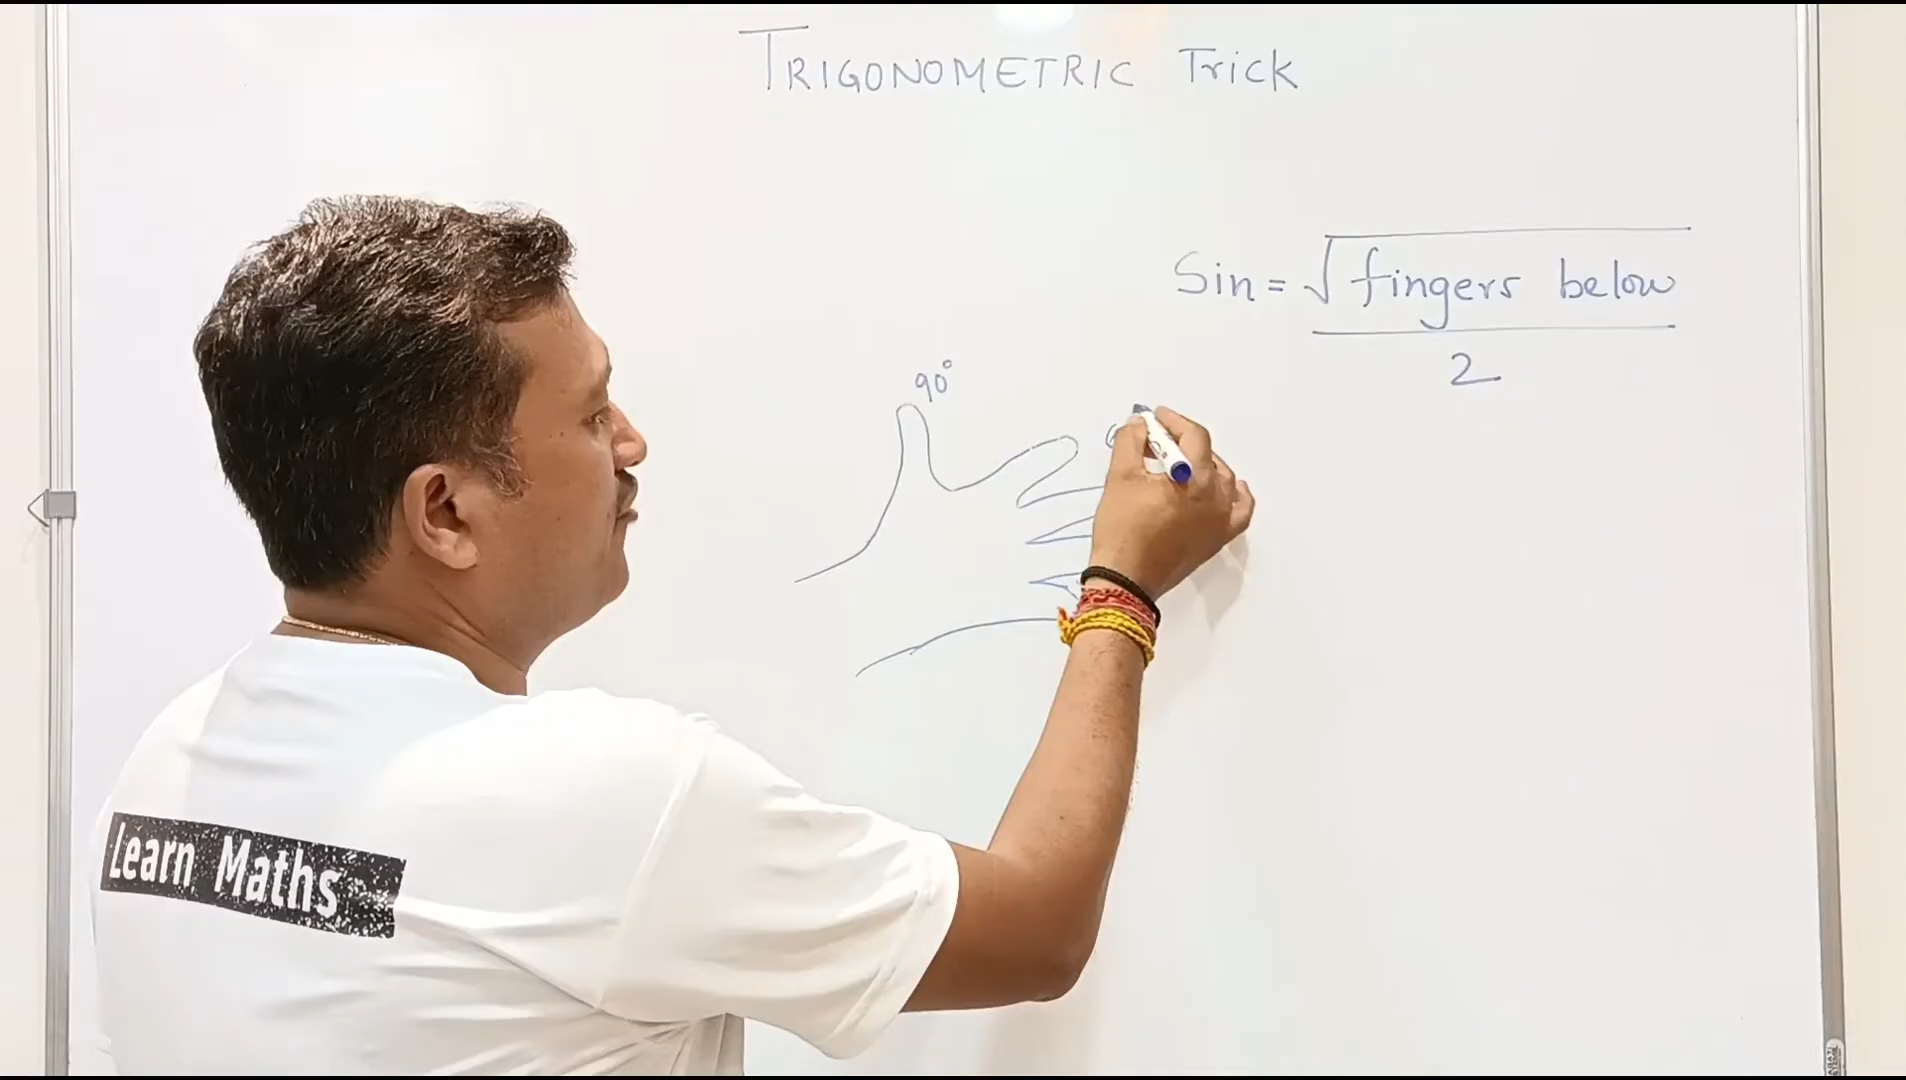 TRIGONOMETRIC Trick
Sin = √fingers below
2
90°
Learn Maths